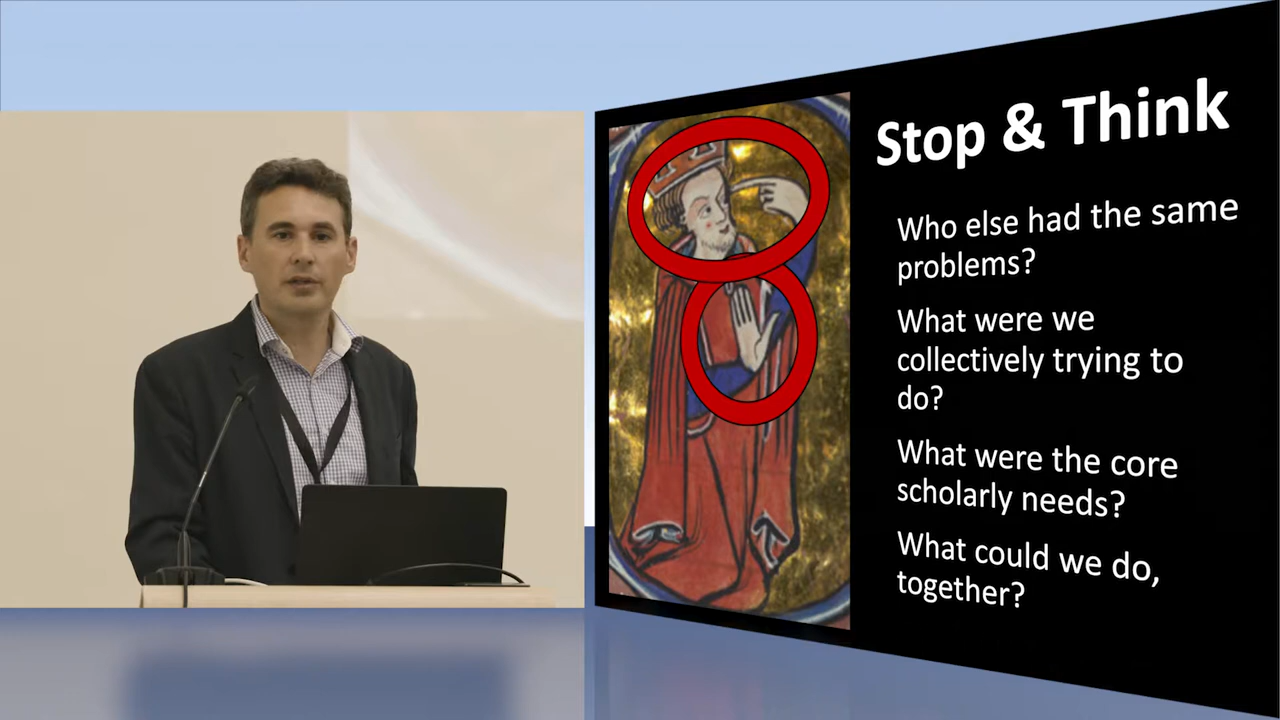 Stop & Think
Who else had the same
problems?
What were we
collectively trying to
do?
What were the core
scholarly needs?
What could we do,
together?